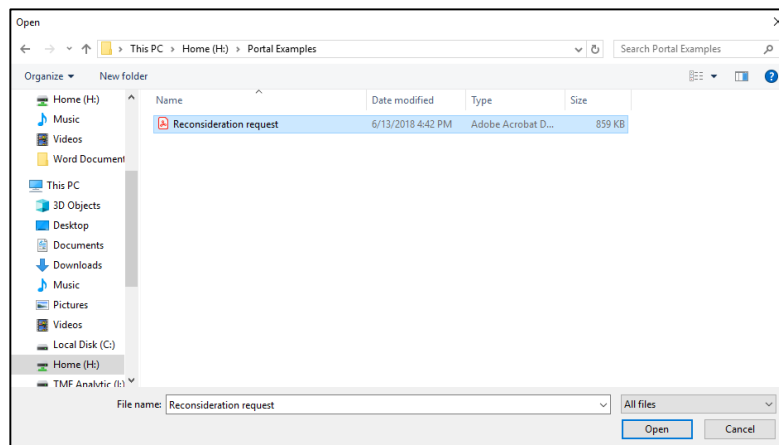 Open
This PC > Home (H:) > Portal Examples
Search Portal Examples
Organize
New folder
Name Date modified Type Size
Reconsideration request 6/13/2018 4:42 PM Adobe Acrobat D... 859 KB
Home (H:)
Music
Videos
Word Document
This PC
3D Objects
Desktop
Documents
Downloads
Music
Pictures
Videos
Local Disk (C:)
Home (H:)
TMF Analytic (I:)
File name: Reconsideration request
All files
Open
Cancel